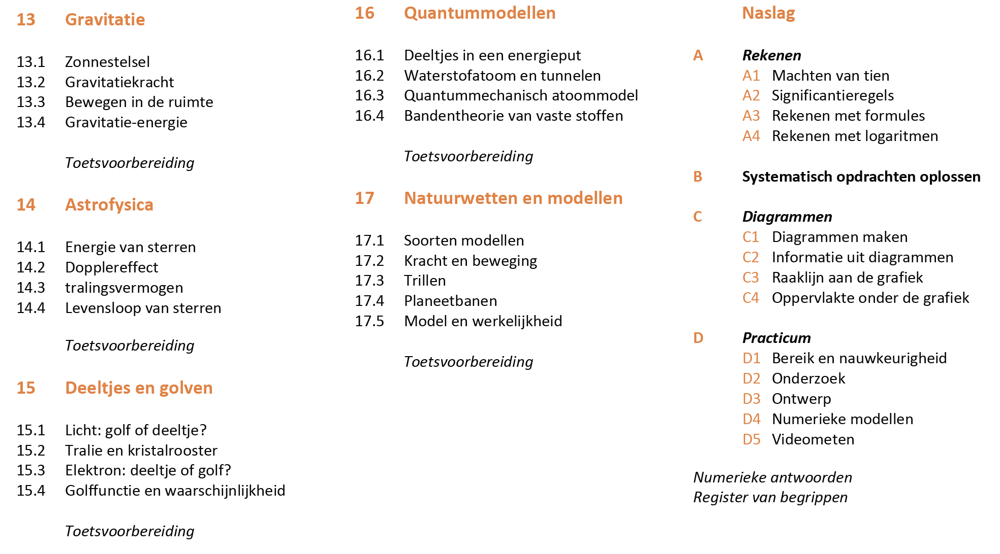 13 Gravitatie
13.1 Zonnestelsel
13.2 Gravitatiekracht
13.3 Bewegen in de ruimte
13.4 Gravitatie-energie
Toetsvoorbereiding
14 Astrofysica
14.1 Energie van sterren
14.2 Dopplereffect
14.3 tralingsvermogen
14.4 Levensloop van sterren
Toetsvoorbereiding
15 Deeltjes en golven
15.1 Licht: golf of deeltje?
15.2 Tralie en kristalrooster
15.3 Elektron: deeltje of golf?
15.4 Golffunctie en waarschijnlijkheid
Toetsvoorbereiding
16 Quantummodellen
16.1 Deeltjes in een energieput
16.2 Waterstofatoom en tunnelen
16.3 Quantummechanisch atoommodel
16.4 Bandentheorie van vaste stoffen
Toetsvoorbereiding
17 Natuurwetten en modellen
17.1 Soorten modellen
17.2 Kracht en beweging
17.3 Trillen
17.4 Planeetbanen
17.5 Model en werkelijkheid
Toetsvoorbereiding
Naslag
A Rekenen
A1 Machten van tien
A2 Significantieregels
A3 Rekenen met formules
A4 Rekenen met logaritmen
B Systematisch opdrachten oplossen
C Diagrammen
C1 Diagrammen maken
C2 Informatie uit diagrammen
C3 Raaklijn aan de grafiek
C4 Oppervlakte onder de grafiek
D Practicum
D1 Bereik en nauwkeurigheid
D2 Onderzoek
D3 Ontwerp
D4 Numerieke modellen
D5 Videometen
Numerieke antwoorden
Register van begrippen